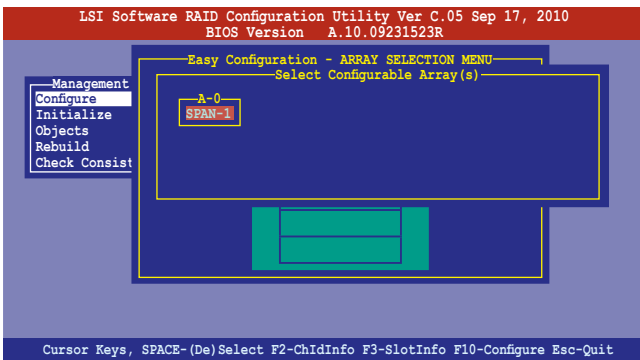 LSI Software RAID Configuration Utility Ver C.05 Sep 17, 2010
BIOS Version A.10.09231523R
Easy Configuration - ARRAY SELECTION MENU
Select Configurable Array(s)
A-0
SPAN-1
Management
Configure
Initialize
Objects
Rebuild
Check Consist
Cursor Keys, SPACE-(De)Select F2-ChIdInfo F3-SlotInfo F10-Configure Esc-Quit